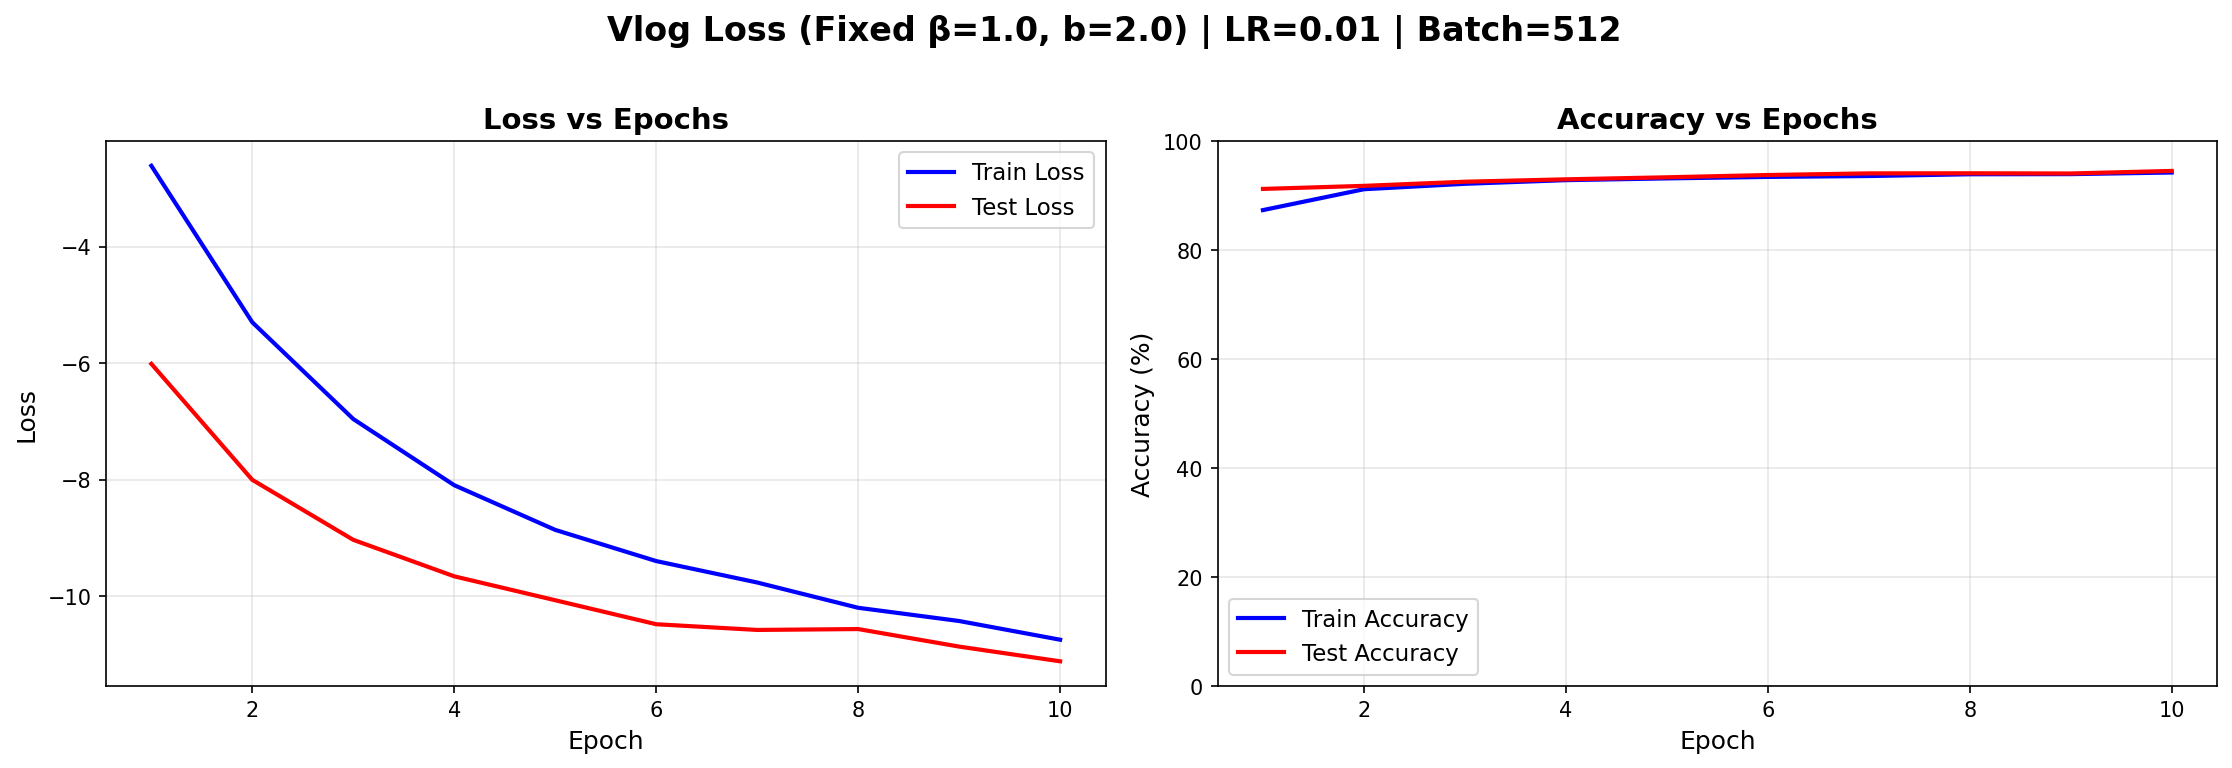 Vlog Loss (Fixed β=1.0, b=2.0) | LR=0.01 | Batch=512
Loss vs Epochs
Train Loss
Test Loss
−4
−6
−8
−10
Loss
2
4
6
8
10
Epoch
Accuracy vs Epochs
100
80
60
40
20
0
Accuracy (%)
Train Accuracy
Test Accuracy
2
4
6
8
10
Epoch